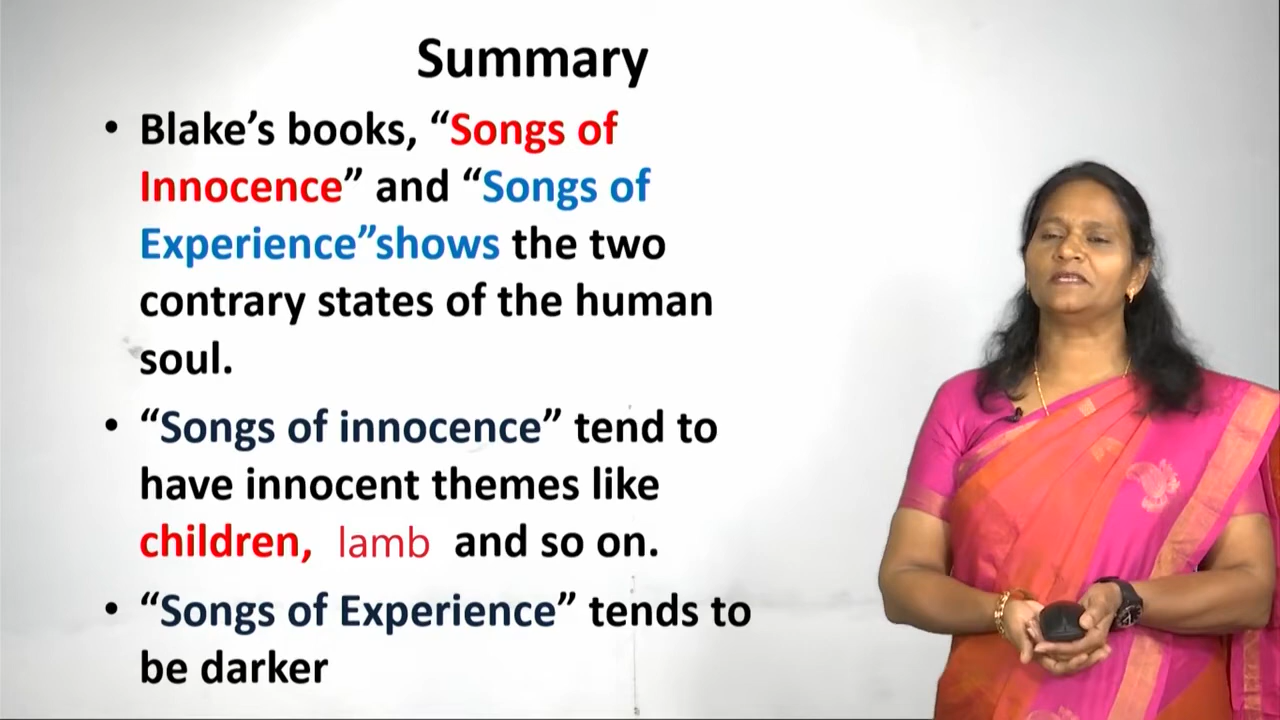 Summary
• Blake’s books, “Songs of
Innocence” and “Songs of
Experience”shows the two
contrary states of the human
soul.
• “Songs of innocence” tend to
have innocent themes like
children, lamb and so on.
• “Songs of Experience” tends to
be darker